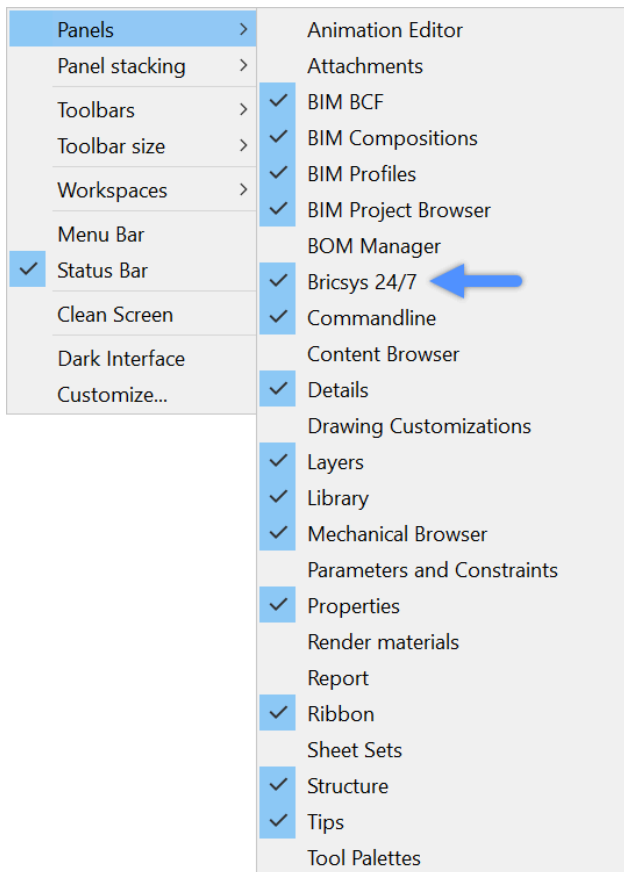 Panels
Panel stacking
Toolbars
Toolbar size
Workspaces
Menu Bar
Status Bar
Clean Screen
Dark Interface
Customize...
Animation Editor
Attachments
BIM BCF
BIM Compositions
BIM Profiles
BIM Project Browser
BOM Manager
Bricsys 24/7
Commandline
Content Browser
Details
Drawing Customizations
Layers
Library
Mechanical Browser
Parameters and Constraints
Properties
Render materials
Report
Ribbon
Sheet Sets
Structure
Tips
Tool Palettes